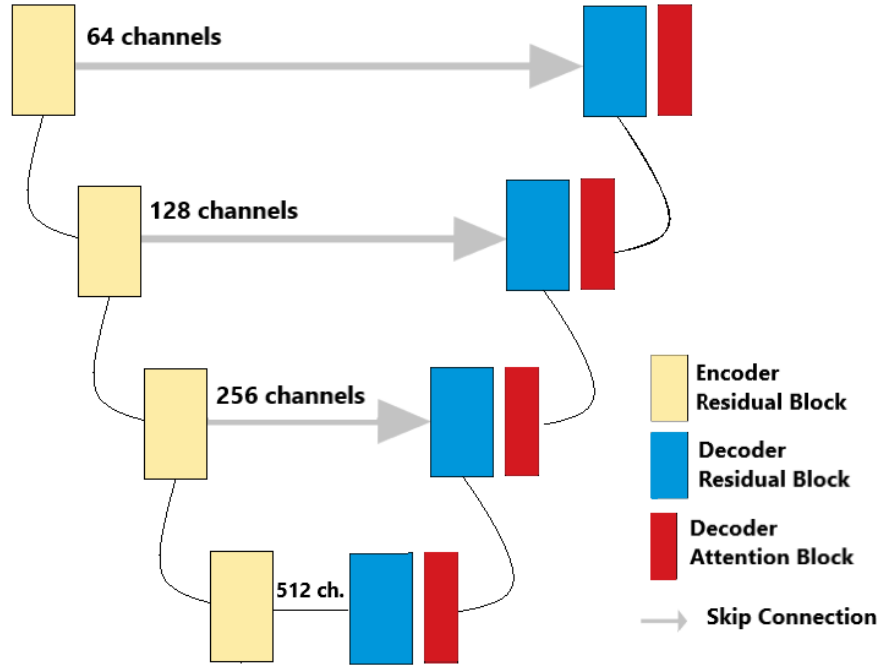 64 channels
128 channels
256 channels
512 ch.
Encoder
Residual Block
Decoder
Residual Block
Decoder
Attention Block
Skip Connection